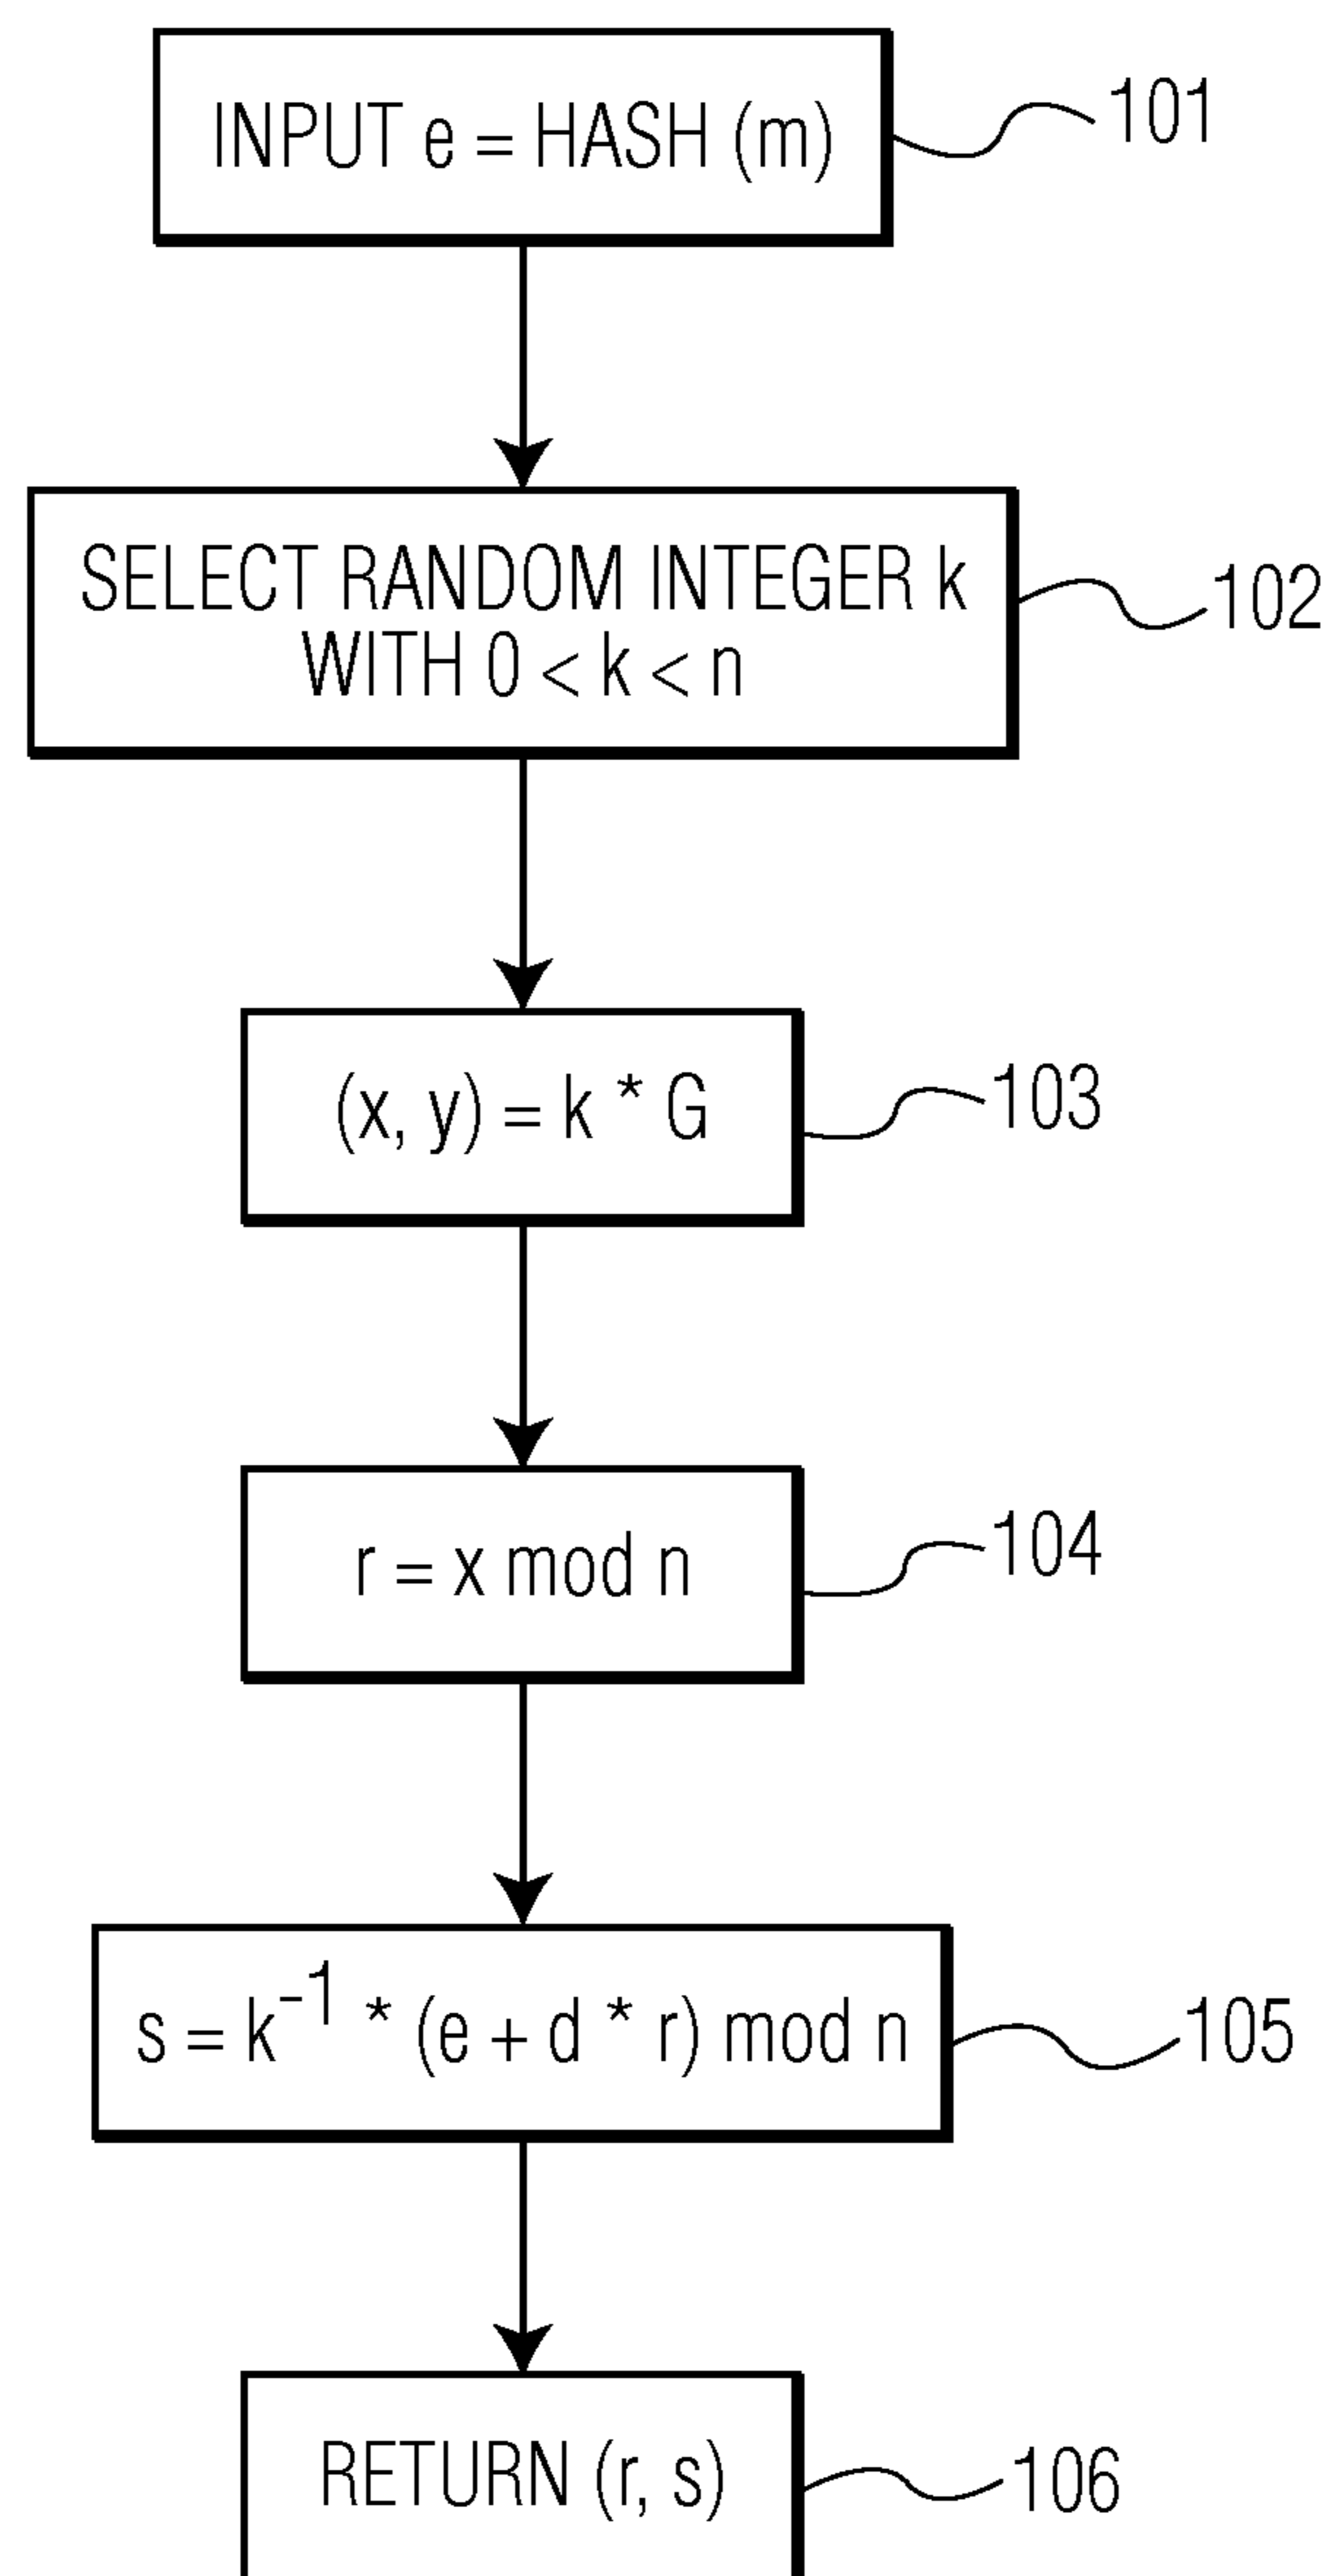 INPUT e = HASH (m)
101
SELECT RANDOM INTEGER k
WITH 0 < k < n
102
(x, y) = k * G
103
r = x mod n
104
s = k⁻¹ * (e + d * r) mod n
105
RETURN (r, s)
106